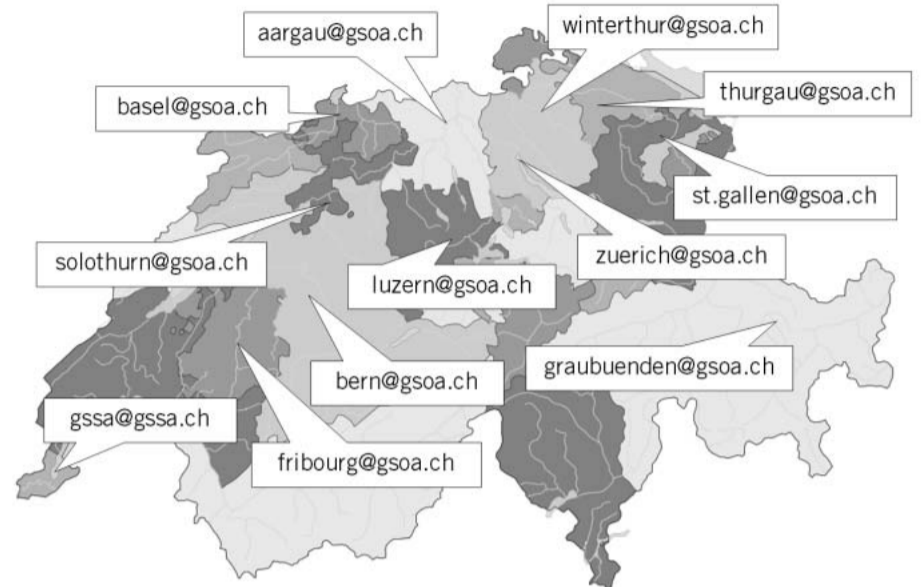 aargau@gsoa.ch
winterthur@gsoa.ch
basel@gsoa.ch
thurgau@gsoa.ch
st.gallen@gsoa.ch
solothurn@gsoa.ch
luzern@gsoa.ch
zuerich@gsoa.ch
bern@gsoa.ch
graubuenden@gsoa.ch
gssa@gssa.ch
fribourg@gsoa.ch